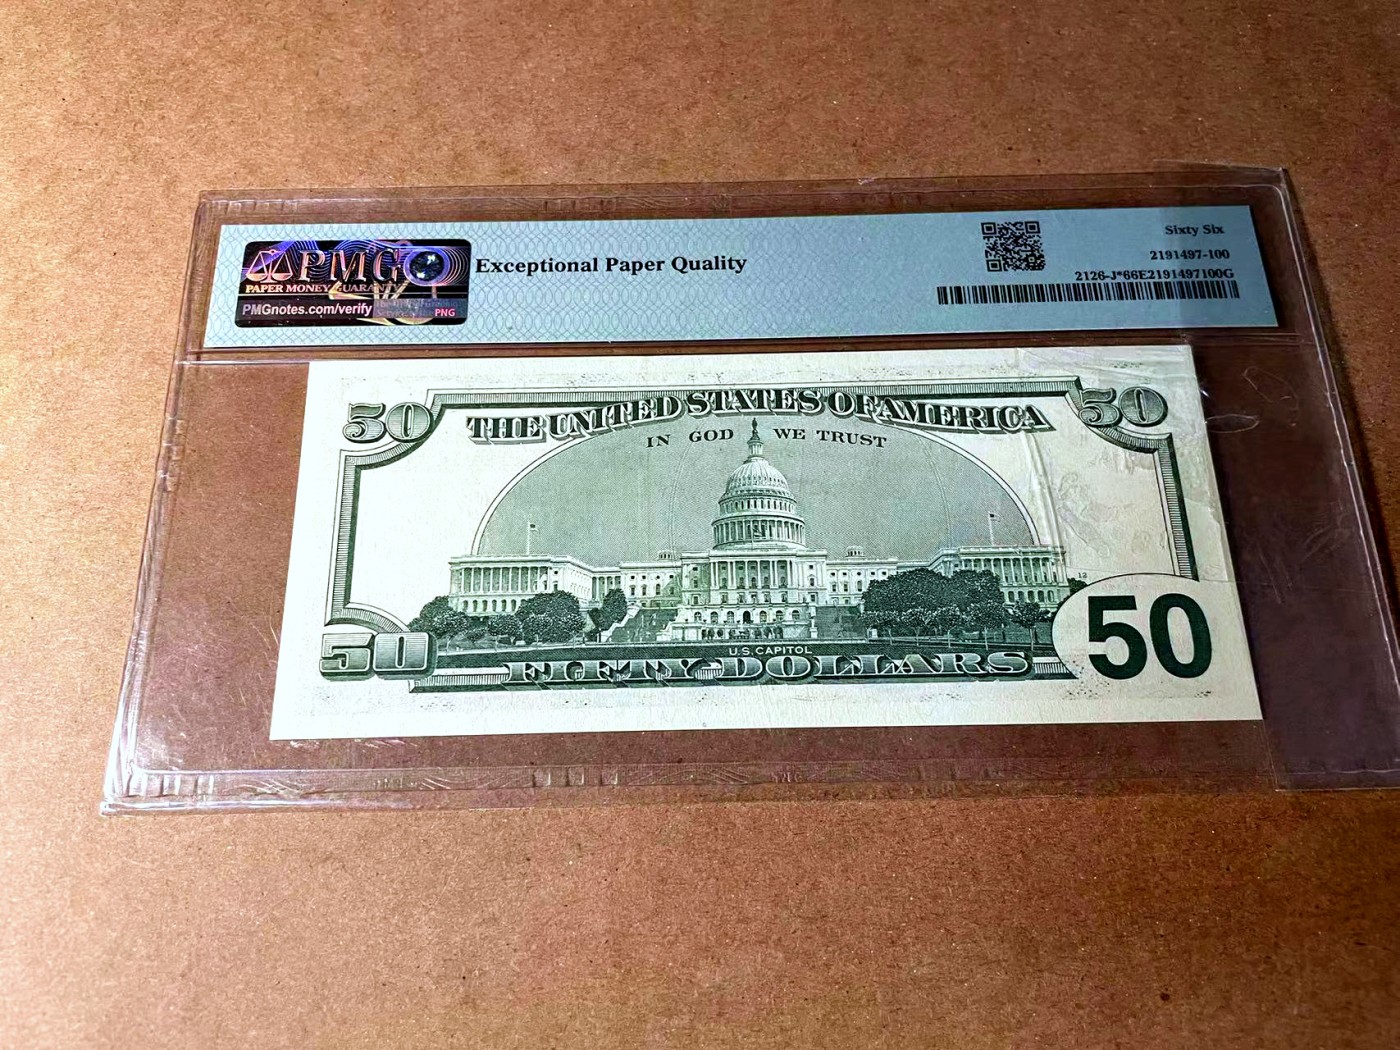 PMG
PAPER MONEY GUARANTY
PMGnotes.com/verify
PNG
Exceptional Paper Quality
Sixty Six
2191497-100
2126-J*66E2191497100G
50
THE UNITED STATES OF AMERICA
50
IN GOD WE TRUST
12
50
U.S. CAPITOL
FIFTY DOLLARS
50